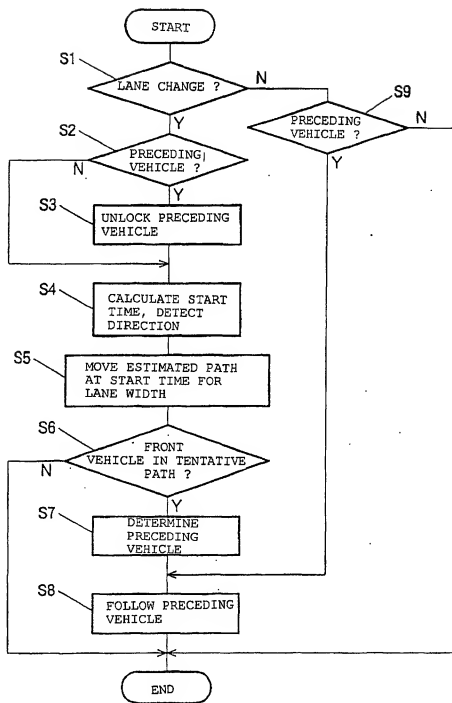 START
S1
LANE CHANGE ?
N
Y
S9
PRECEDING
VEHICLE ?
N
Y
S2
PRECEDING
VEHICLE ?
N
Y
S3
UNLOCK PRECEDING
VEHICLE
S4
CALCULATE START
TIME, DETECT
DIRECTION
S5
MOVE ESTIMATED PATH
AT START TIME FOR
LANE WIDTH
S6
FRONT
VEHICLE IN TENTATIVE
PATH ?
N
Y
S7
DETERMINE
PRECEDING
VEHICLE
S8
FOLLOW PRECEDING
VEHICLE
END